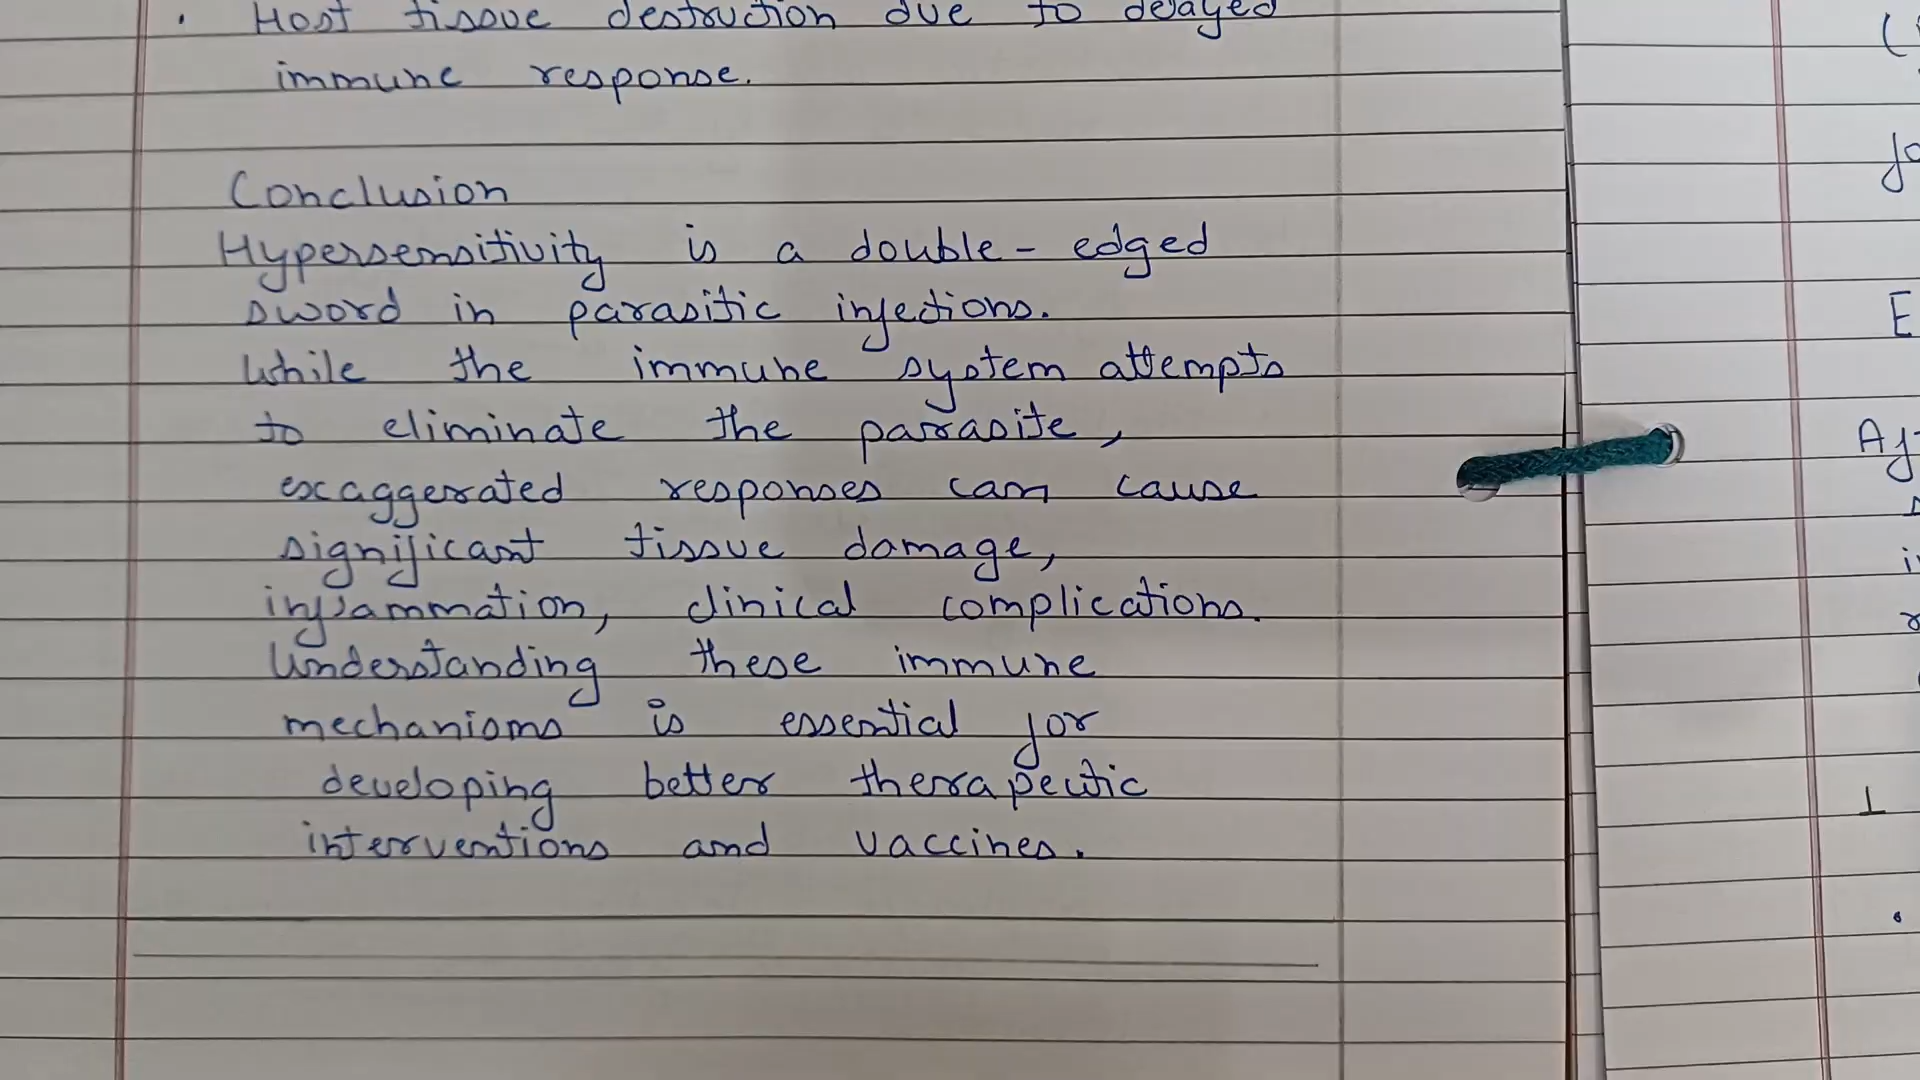 . Host tissue destruction due to delayed
immune response.
Conclusion
Hypersensitivity is a double-edged
sword in parasitic infections.
While the immune system attempts
to eliminate the parasite,
exaggerated responses can cause
significant tissue damage,
inflammation, clinical complications.
Understanding these immune
mechanisms is essential for
developing better therapeutic
interventions and vaccines.
E